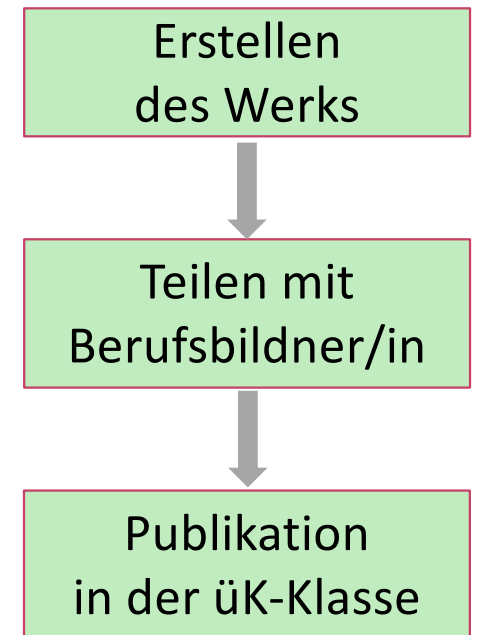 Erstellen
des Werks
Teilen mit
Berufsbildner/in
Publikation
in der üK-Klasse